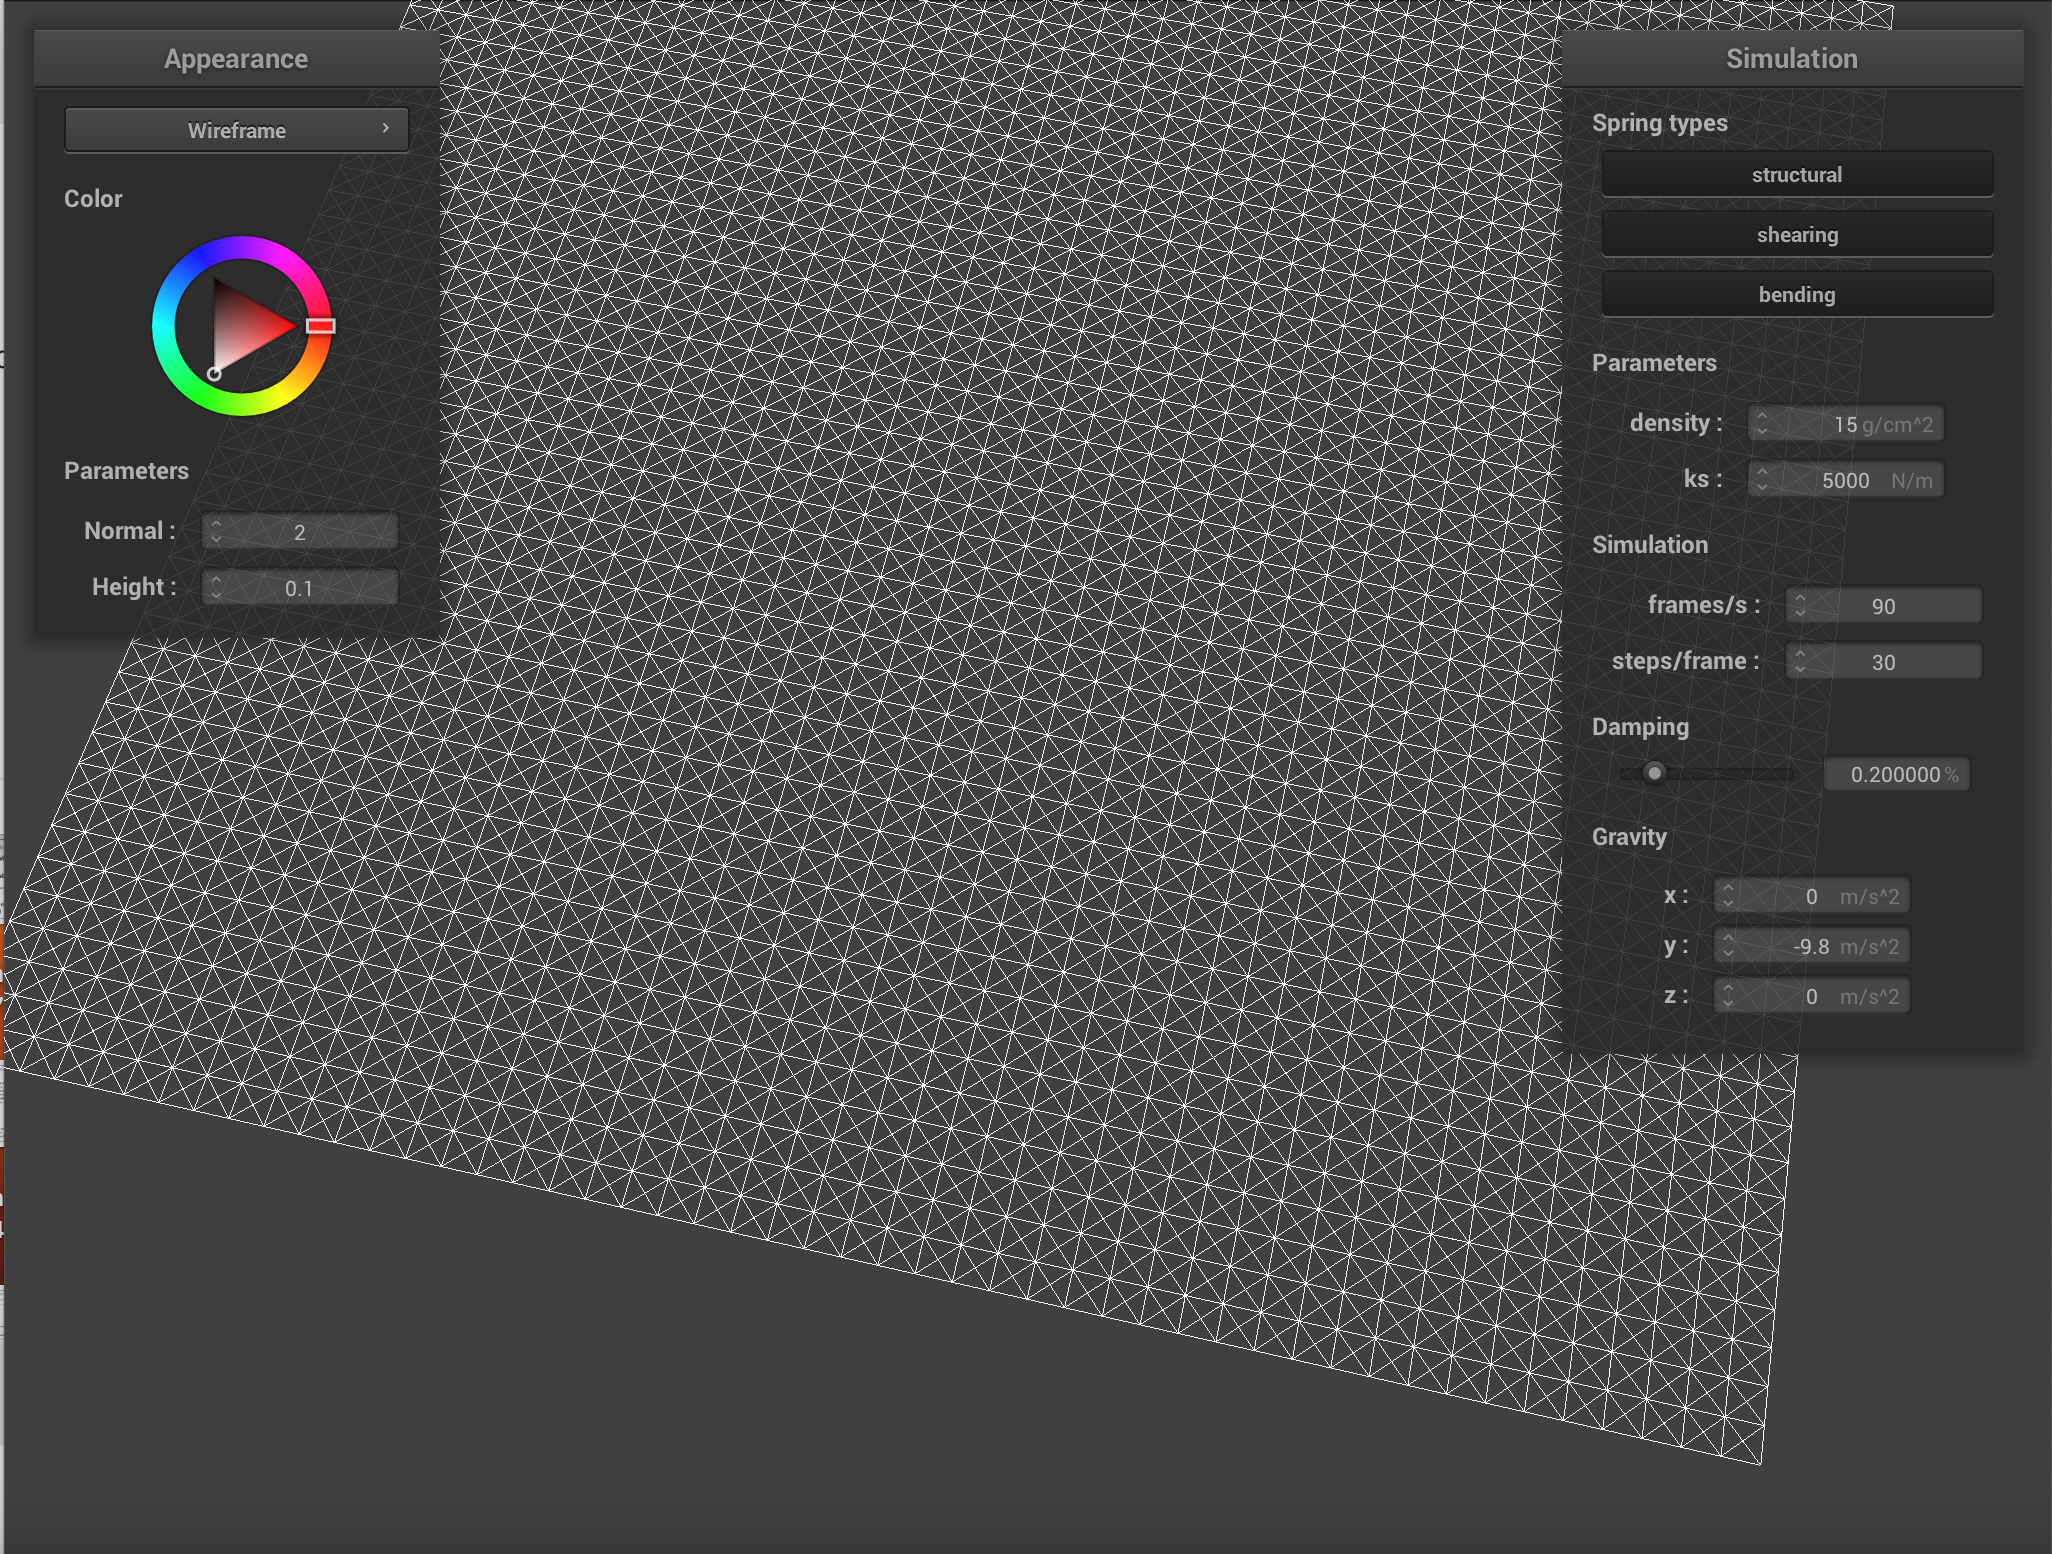 Appearance
Wireframe
Color
Parameters
Normal : 2
Height : 0.1
Simulation
Spring types
structural
shearing
bending
Parameters
density : 15 g/cm^2
ks : 5000 N/m
Simulation
frames/s : 90
steps/frame : 30
Damping
0.200000 %
Gravity
x : 0 m/s^2
y : -9.8 m/s^2
z : 0 m/s^2